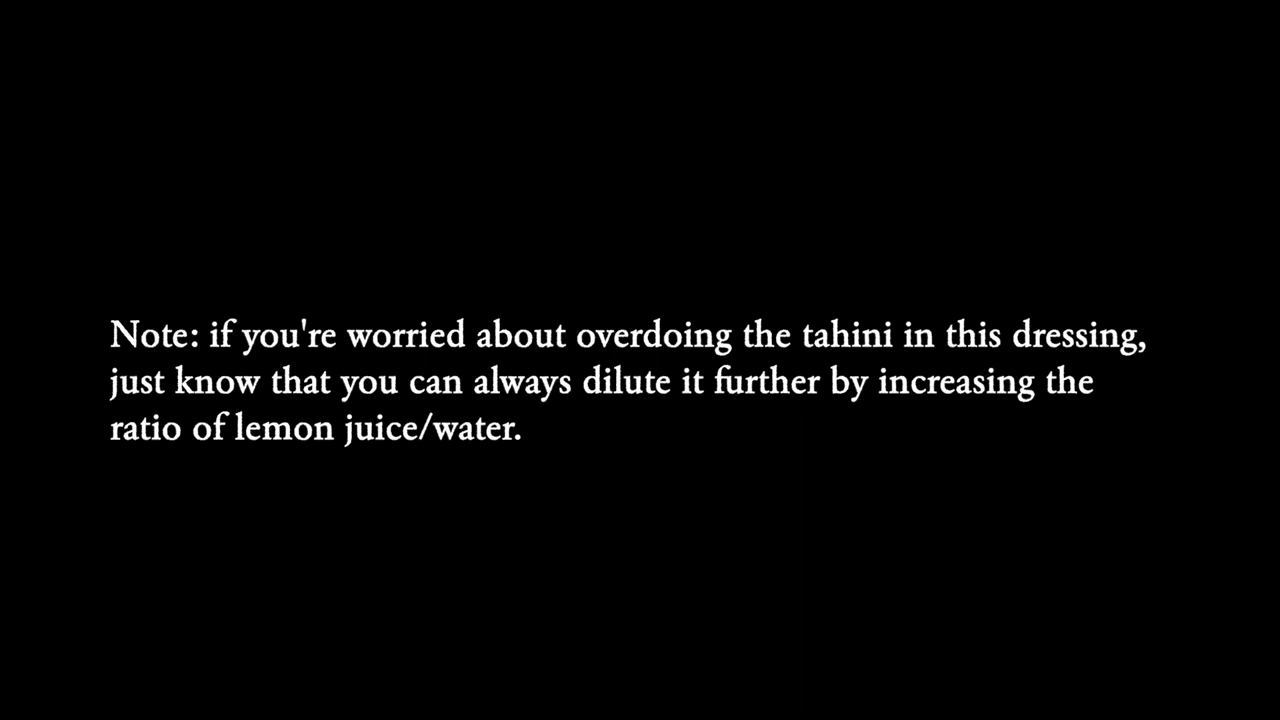 Note: if you're worried about overdoing the tahini in this dressing,
just know that you can always dilute it further by increasing the
ratio of lemon juice/water.